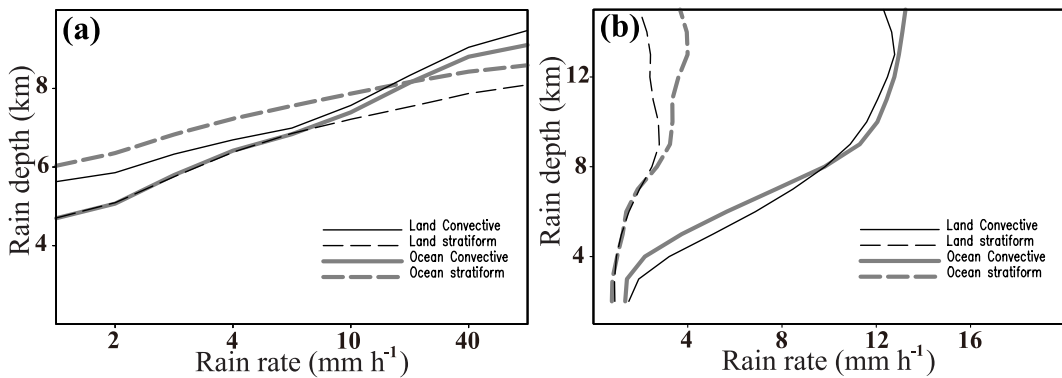 (a)
Rain depth (km)
8
6
4
Land Convective
Land stratiform
Ocean Convective
Ocean stratiform
2 4 10 40
Rain rate (mm h⁻¹)
(b)
Rain depth (km)
12
8
4
Land Convective
Land stratiform
Ocean Convective
Ocean stratiform
4 8 12 16
Rain rate (mm h⁻¹)